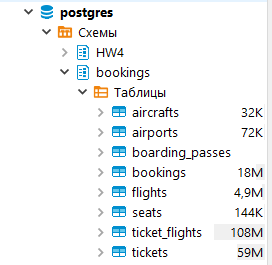 postgres
Схемы
HW4
bookings
Таблицы
aircrafts 32K
airports 72K
boarding_passes
bookings 18M
flights 4,9M
seats 144K
ticket_flights 108M
tickets 59M